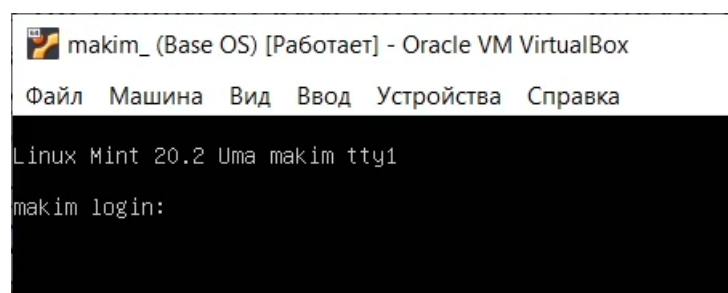 makim_ (Base OS) [Работает] - Oracle VM VirtualBox
Файл Машина Вид Ввод Устройства Справка
Linux Mint 20.2 Uma makim tty1
makim login: